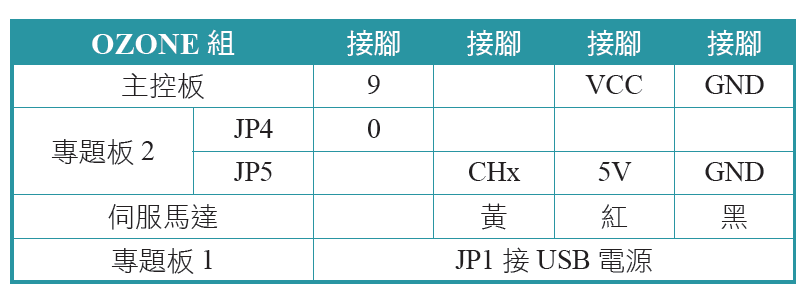 OZONE 組 接腳 接腳 接腳 接腳
主控板 9 VCC GND
專題板 2 JP4 0
JP5 CHx 5V GND
伺服馬達 黃 紅 黑
專題板 1 JP1 接 USB 電源